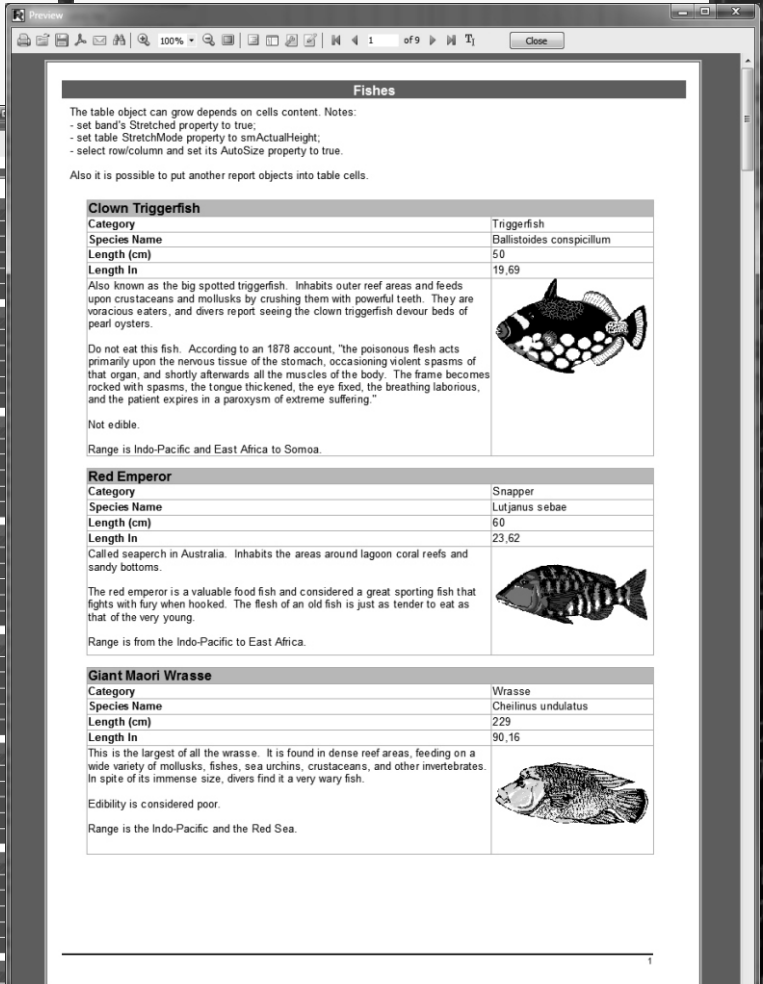 Preview
100%
1 of 9
Close
Fishes
The table object can grow depends on cells content. Notes:
- set band's Stretched property to true;
- set table StretchMode property to smActualHeight;
- select row/column and set its AutoSize property to true.
Also it is possible to put another report objects into table cells.
Clown Triggerfish
Category Triggerfish
Species Name Ballistoides conspicillum
Length (cm) 50
Length In 19,69
Also known as the big spotted triggerfish. Inhabits outer reef areas and feeds
upon crustaceans and mollusks by crushing them with powerful teeth. They are
voracious eaters, and divers report seeing the clown triggerfish devour beds of
pearl oysters.
Do not eat this fish. According to an 1878 account, "the poisonous flesh acts
primarily upon the nervous tissue of the stomach, occasioning violent spasms of
that organ, and shortly afterwards all the muscles of the body. The frame becomes
rocked with spasms, the tongue thickened, the eye fixed, the breathing laborious,
and the patient expires in a paroxysm of extreme suffering."
Not edible.
Range is Indo-Pacific and East Africa to Somoa.
Red Emperor
Category Snapper
Species Name Lutjanus sebae
Length (cm) 60
Length In 23,62
Called seaperch in Australia. Inhabits the areas around lagoon coral reefs and
sandy bottoms.
The red emperor is a valuable food fish and considered a great sporting fish that
fights with fury when hooked. The flesh of an old fish is just as tender to eat as
that of the very young.
Range is from the Indo-Pacific to East Africa.
Giant Maori Wrasse
Category Wrasse
Species Name Cheilinus undulatus
Length (cm) 229
Length In 90,16
This is the largest of all the wrasse. It is found in dense reef areas, feeding on a
wide variety of mollusks, fishes, sea urchins, crustaceans, and other invertebrates.
In spite of its immense size, divers find it a very wary fish.
Edibility is considered poor.
Range is the Indo-Pacific and the Red Sea.
1